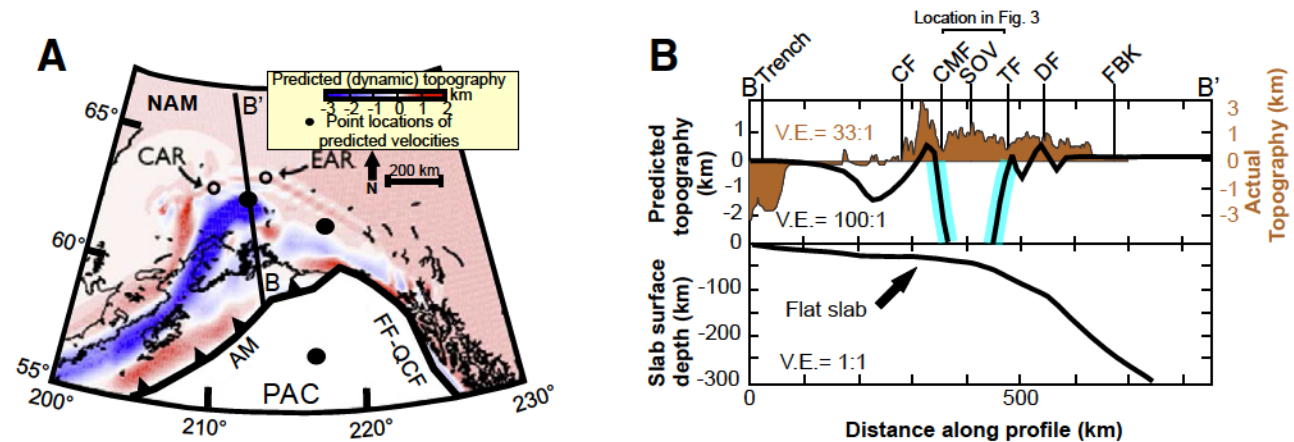 A
Predicted (dynamic) topography
km
-3 -2 -1 0 1 2
Point locations of
predicted velocities
N
200 km
NAM
B'
CAR
EAR
65°
60°
55°
B
AM
FF-QCF
PAC
200°
210°
220°
230°
B
Location in Fig. 3
B
Trench
CF
CMF
SOV
TF
DF
FBK
B'
V.E.= 33:1
V.E.= 100:1
Predicted
topography
(km)
1
0
-1
-2
0
Actual
Topography (km)
3
1
0
-1
-3
Slab surface
depth (km)
-100
-200
-300
Flat slab
V.E.= 1:1
0
500
Distance along profile (km)